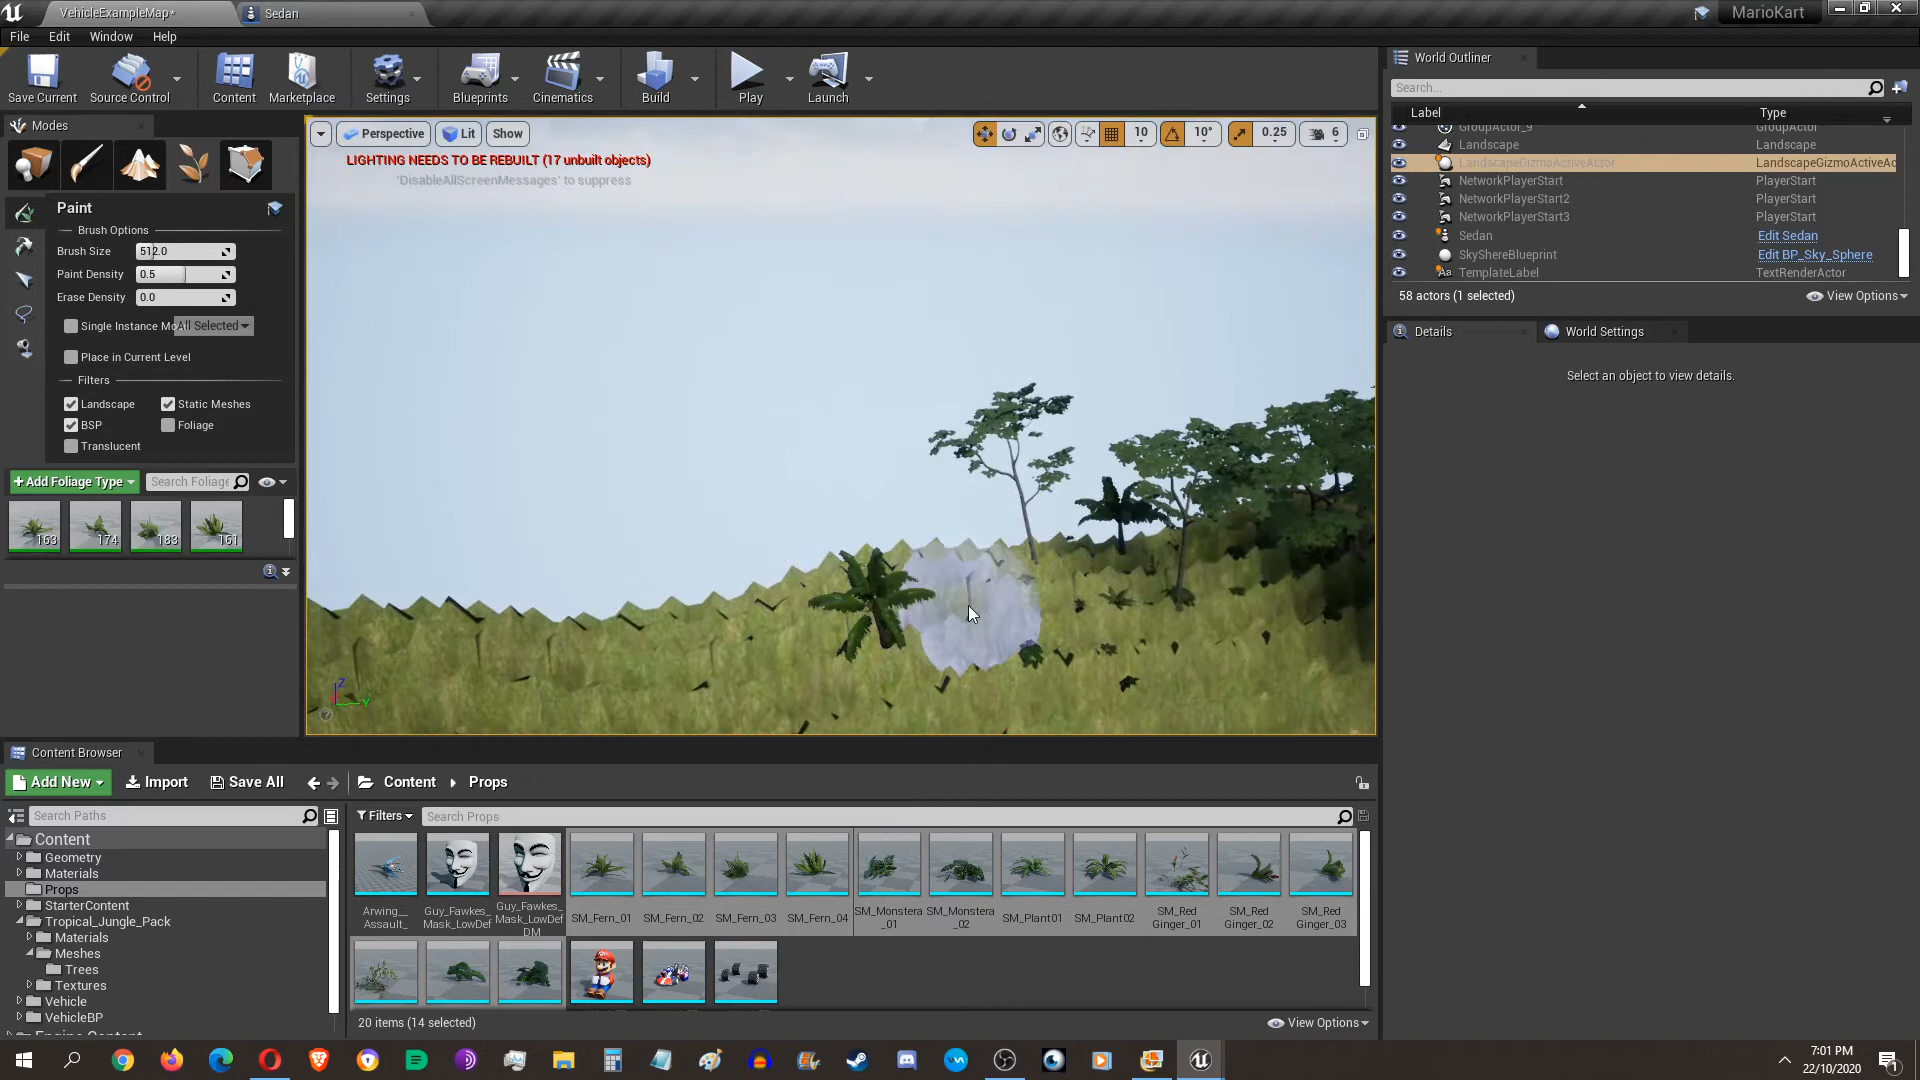 VehicleExampleMap*
Sedan
MarioKart
File Edit Window Help
Save Current
Source Control
Content
Marketplace
Settings
Blueprints
Cinematics
Build
Play
Launch
Modes
Paint
Brush Options
Brush Size 512.0
Paint Density 0.5
Erase Density 0.0
Single Instance Mo
All Selected
Place in Current Level
Filters
Landscape
Static Meshes
BSP
Foliage
Translucent
+Add Foliage Type
Search Foliage
163
174
183
161
Perspective
Lit
Show
10
10°
0.25
6
LIGHTING NEEDS TO BE REBUILT (17 unbuilt objects)
'DisableAllScreenMessages' to suppress
Z
Y
World Outliner
Search...
Label
Type
GroupActor_9 GroupActor
Landscape Landscape
LandscapeGizmoActiveActor LandscapeGizmoActiveAc
NetworkPlayerStart PlayerStart
NetworkPlayerStart2 PlayerStart
NetworkPlayerStart3 PlayerStart
Sedan Edit Sedan
SkyShereBlueprint Edit BP_Sky_Sphere
TemplateLabel TextRenderActor
58 actors (1 selected)
View Options
Details
World Settings
Select an object to view details.
Content Browser
Add New
Import
Save All
Content
Props
Search Paths
Filters
Search Props
Content
Geometry
Materials
Props
StarterContent
Tropical_Jungle_Pack
Materials
Meshes
Trees
Textures
Vehicle
VehicleBP
Arwing__
Assault_
Guy_Fawkes_
Mask_LowDef
Guy_Fawkes_
Mask_LowDef
DM
SM_Fern_01
SM_Fern_02
SM_Fern_03
SM_Fern_04
SM_Monstera
_01
SM_Monstera
_02
SM_Plant01
SM_Plant02
SM_Red
Ginger_01
SM_Red
Ginger_02
SM_Red
Ginger_03
20 items (14 selected)
View Options
7:01 PM
22/10/2020
1